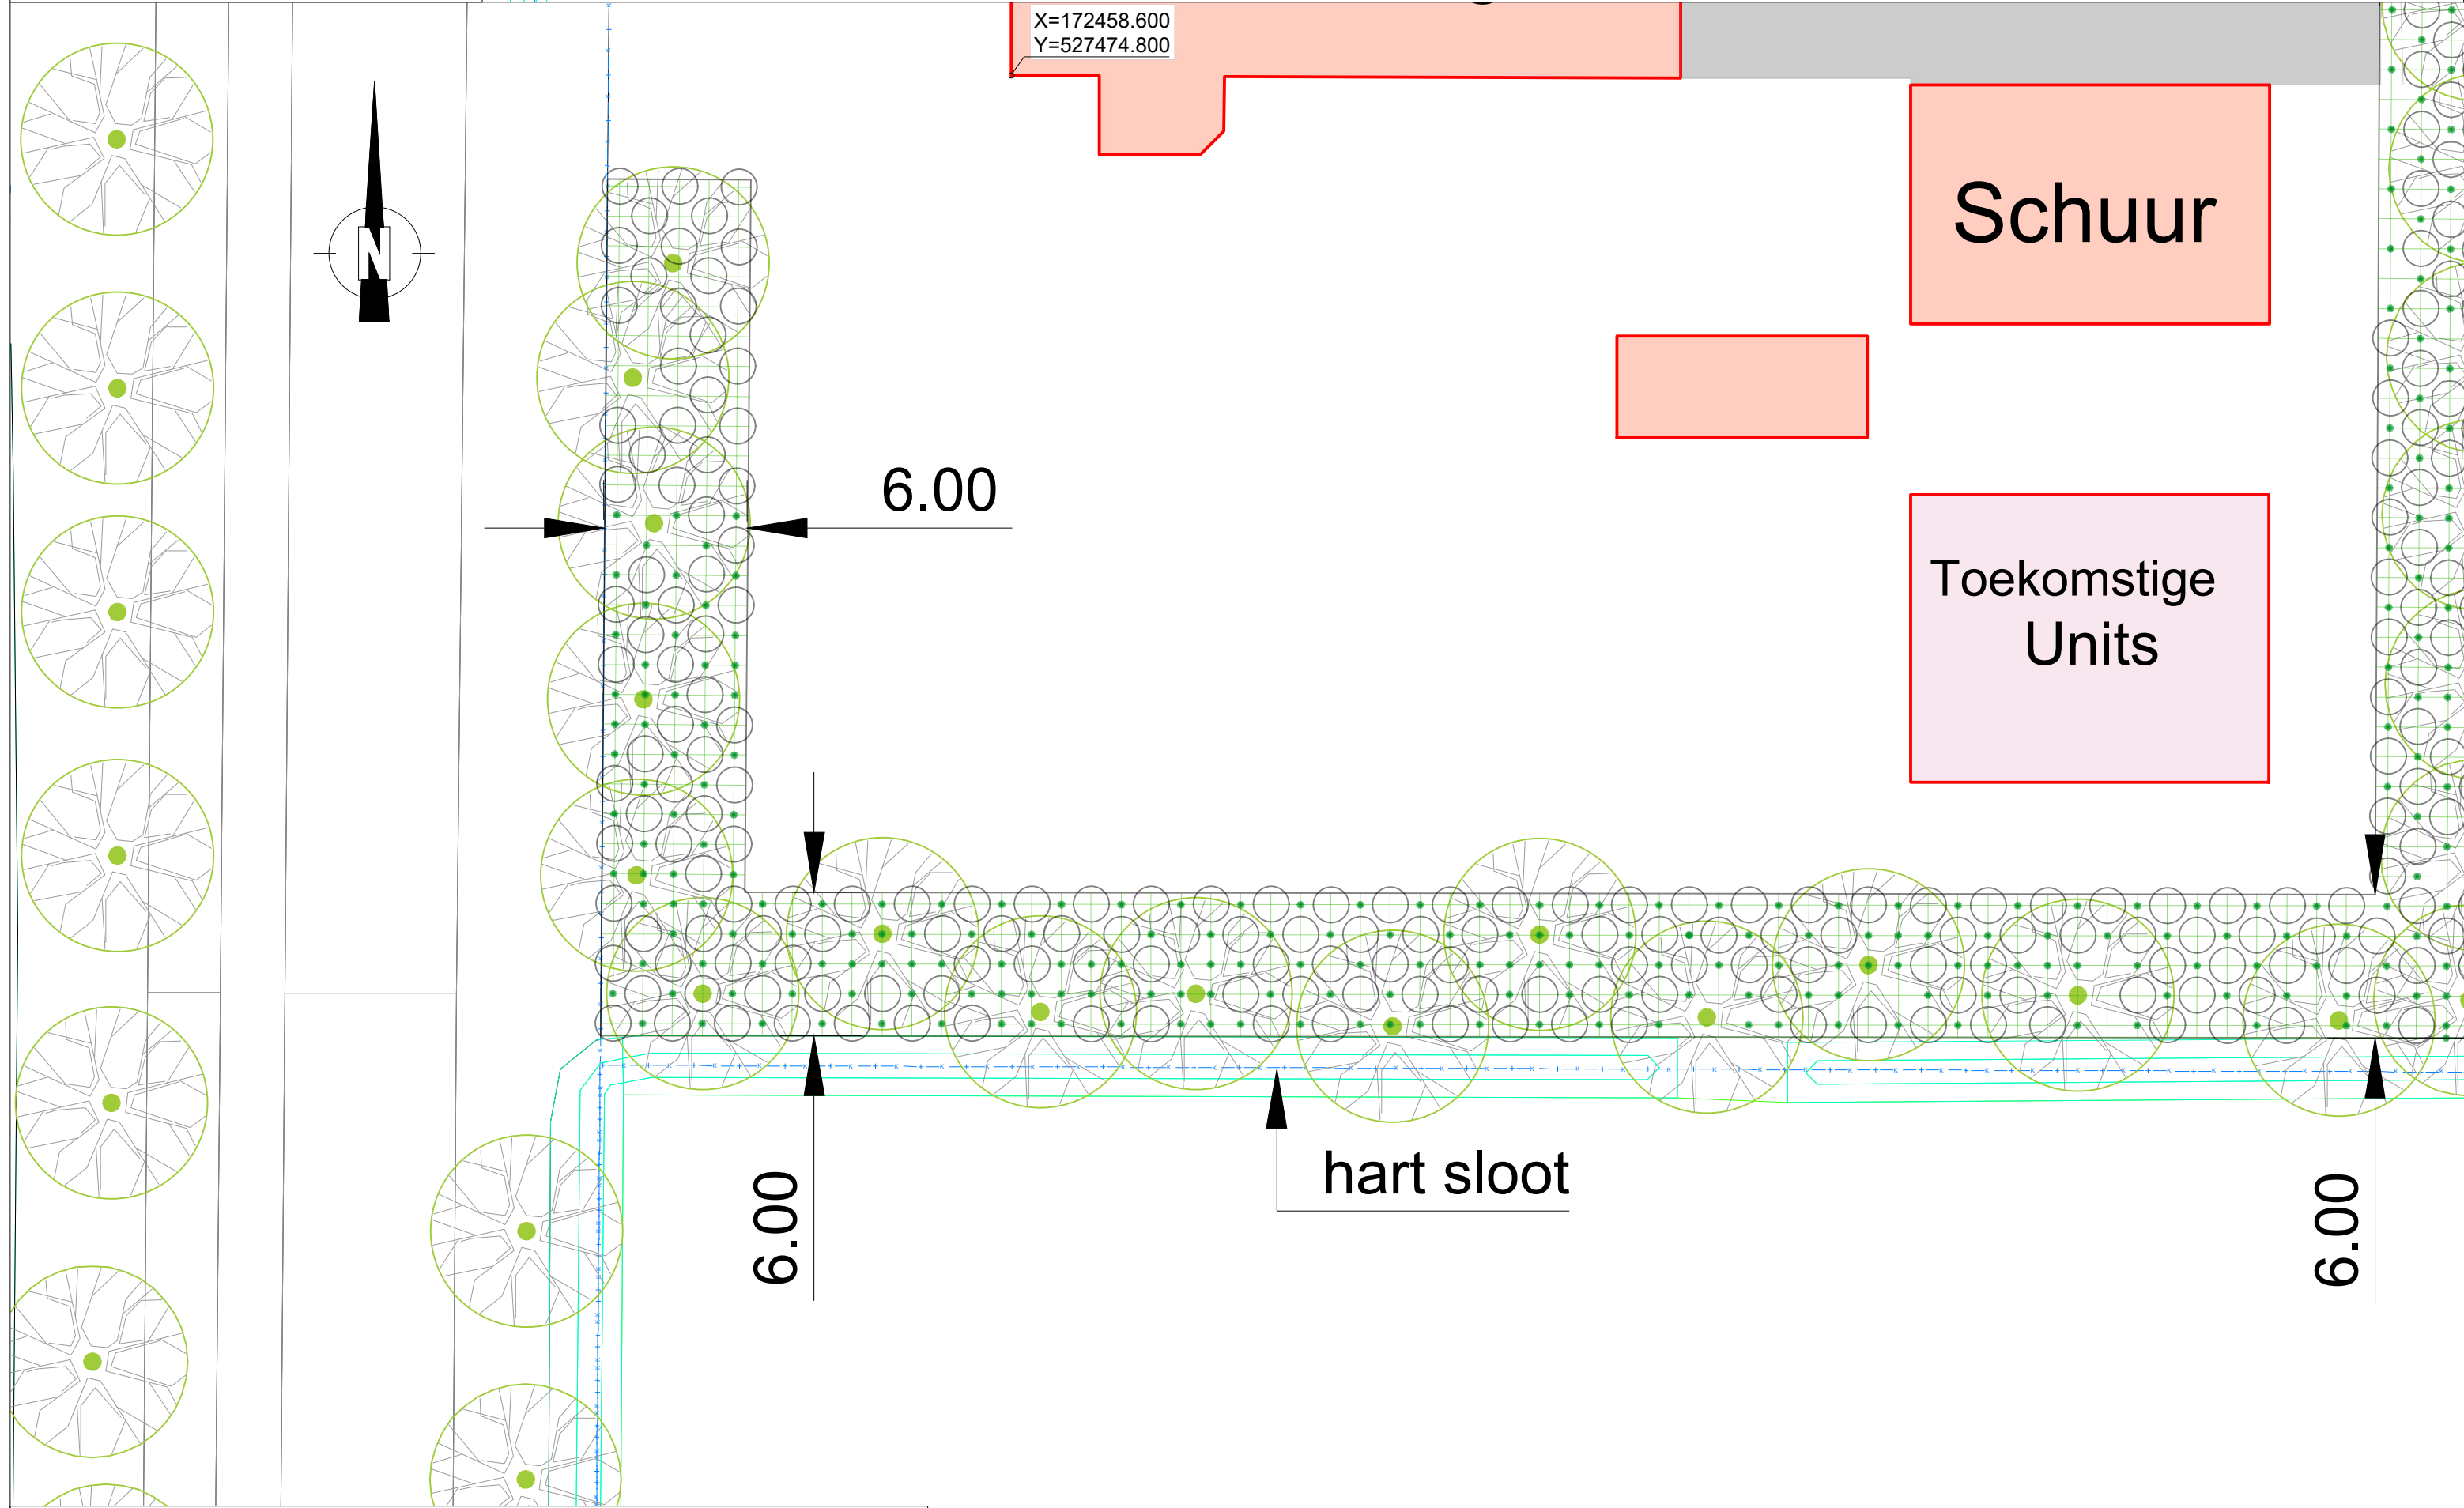 X=172458.600
Y=527474.800
N
Schuur
6.00
Toekomstige
Units
hart sloot
6.00
6.00